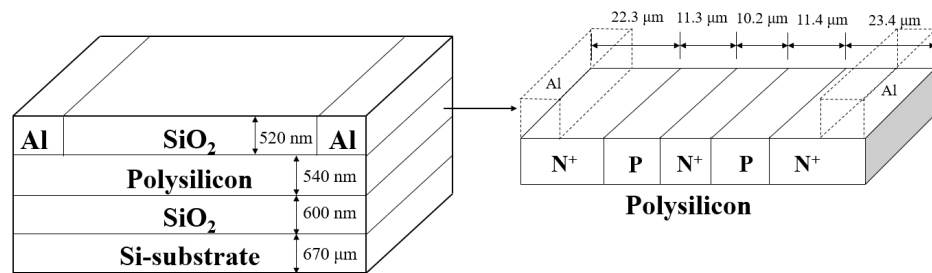 22.3 μm 11.3 μm 10.2 μm 11.4 μm 23.4 μm
Al
Al
Al SiO₂ 520 nm Al
Polysilicon 540 nm
SiO₂ 600 nm
Si-substrate 670 μm
N⁺ P N⁺ P N⁺
Polysilicon